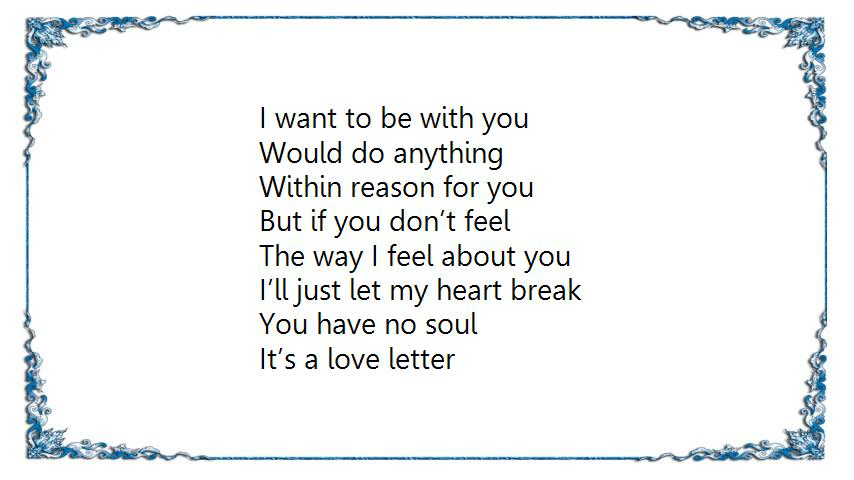 I want to be with you
Would do anything
Within reason for you
But if you don’t feel
The way I feel about you
I’ll just let my heart break
You have no soul
It’s a love letter